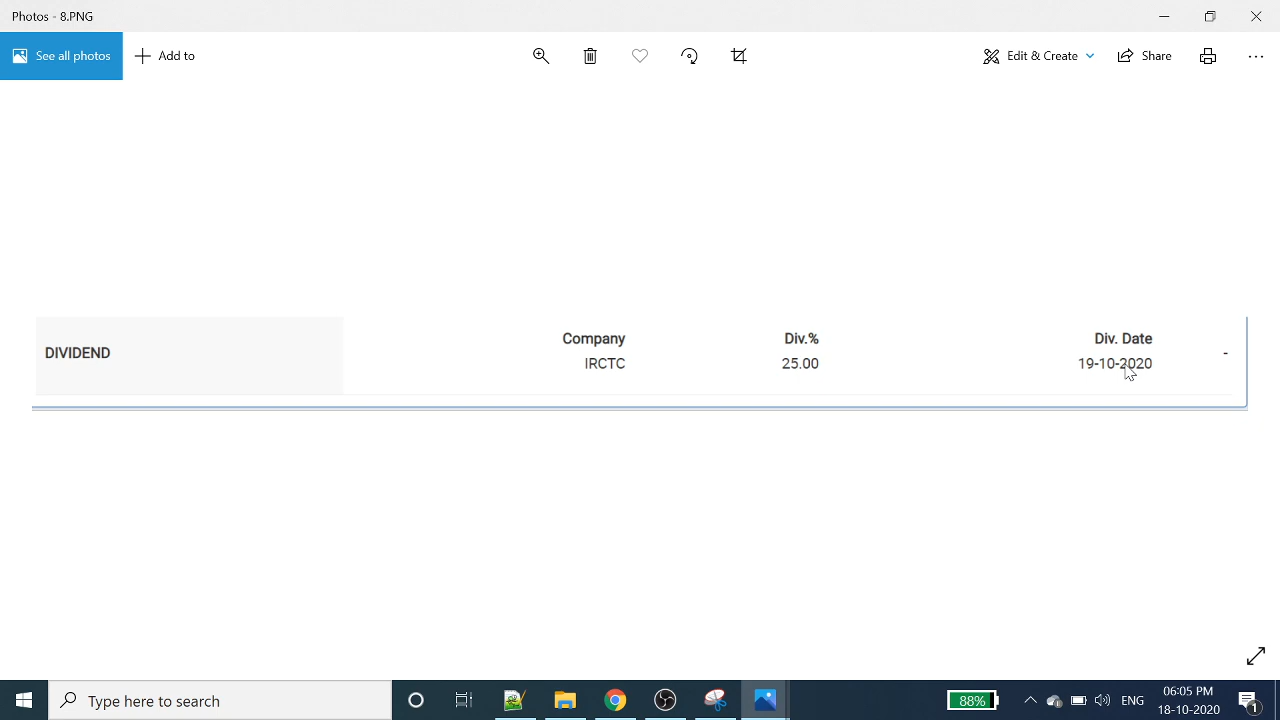 Photos - 8.PNG
See all photos
Add to
Edit & Create
Share
DIVIDEND
Company
Div.%
Div. Date
IRCTC
25.00
19-10-2020
-
Type here to search
88%
ENG
06:05 PM
18-10-2020
1